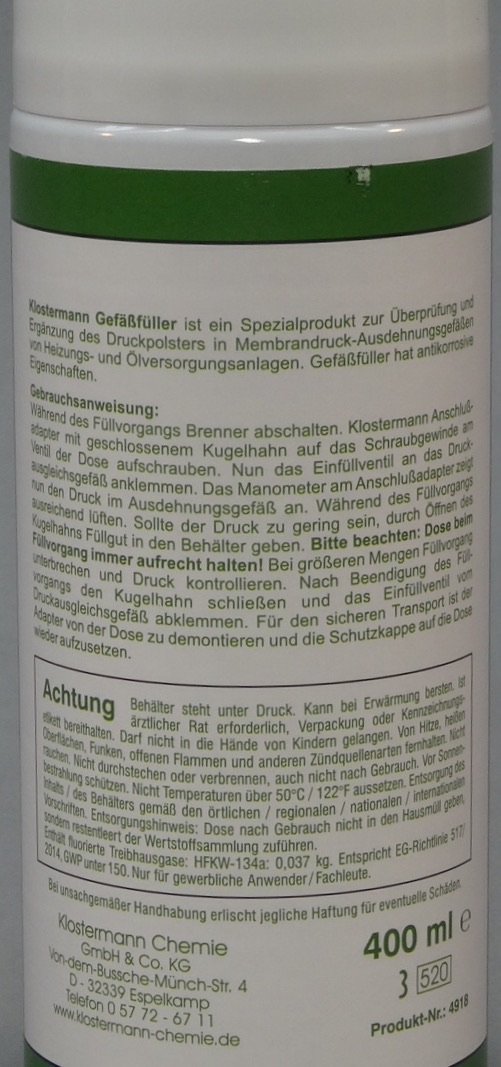 Klostermann Gefäßfüller ist ein Spezialprodukt zur Überprüfung und
Ergänzung des Druckpolsters in Membrandruck-Ausdehnungsgefäßen
von Heizungs- und Ölversorgungsanlagen. Gefäßfüller hat antikorrosive
Eigenschaften.
Gebrauchsanweisung:
Während des Füllvorgangs Brenner abschalten. Klostermann Anschluß-
adapter mit geschlossenem Kugelhahn auf das Schraubgewinde am
Ventil der Dose aufschrauben. Nun das Einfüllventil an das Druck-
ausgleichsgefäß anklemmen. Das Manometer am Anschlußadapter zeigt
nun den Druck im Ausdehnungsgefäß an. Während des Füllvorgangs
ausreichend lüften. Sollte der Druck zu gering sein, durch Öffnen des
Kugelhahns Füllgut in den Behälter geben. Bitte beachten: Dose beim
Füllvorgang immer aufrecht halten! Bei größeren Mengen Füllvorgang
unterbrechen und Druck kontrollieren. Nach Beendigung des Füll-
vorgangs den Kugelhahn schließen und das Einfüllventil vom
Druckausgleichsgefäß abklemmen. Für den sicheren Transport ist der
Adapter von der Dose zu demontieren und die Schutzkappe auf die Dose
wieder aufzusetzen.
Achtung Behälter steht unter Druck. Kann bei Erwärmung bersten. Ist
ärztlicher Rat erforderlich, Verpackung oder Kennzeichnungs-
etikett bereithalten. Darf nicht in die Hände von Kindern gelangen. Von Hitze, heißen
Oberflächen, Funken, offenen Flammen und anderen Zündquellenarten fernhalten. Nicht
rauchen. Nicht durchstechen oder verbrennen, auch nicht nach Gebrauch. Vor Sonnen-
bestrahlung schützen. Nicht Temperaturen über 50°C / 122°F aussetzen. Entsorgung des
Inhalts / des Behälters gemäß den örtlichen / regionalen / nationalen / internationalen
Vorschriften. Entsorgungshinweis: Dose nach Gebrauch nicht in den Hausmüll geben,
sondern restentleert der Wertstoffsammlung zuführen.
Enthält fluorierte Treibhausgase: HFKW-134a: 0,037 kg. Entspricht EG-Richtlinie 517/
2014, GWP unter 150. Nur für gewerbliche Anwender / Fachleute.
Bei unsachgemäßer Handhabung erlischt jegliche Haftung für eventuelle Schäden.
Klostermann Chemie
GmbH & Co. KG
Von-dem-Bussche-Münch-Str. 4
D - 32339 Espelkamp
Telefon 0 57 72 - 67 11
www.klostermann-chemie.de
400 ml e
3 520
Produkt-Nr.: 4918